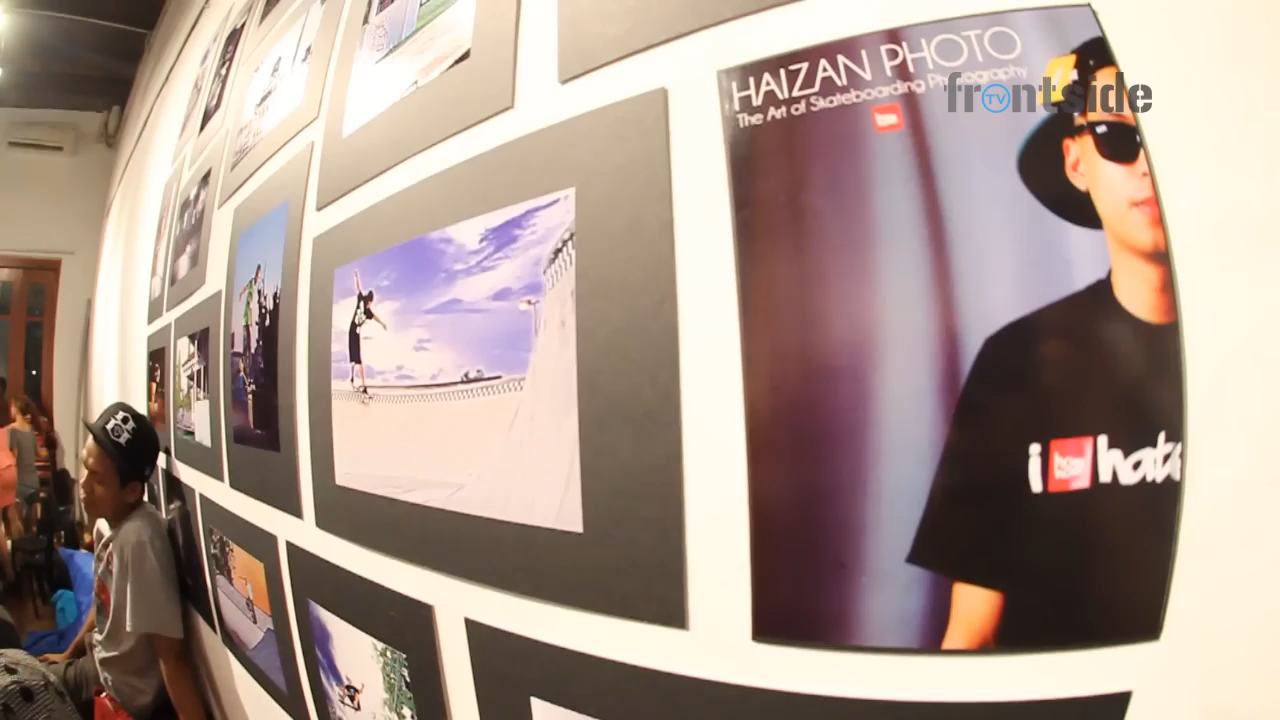 HAIZAN PHOTO
The Art of Skateboarding Photography
frontside
TV
i hate